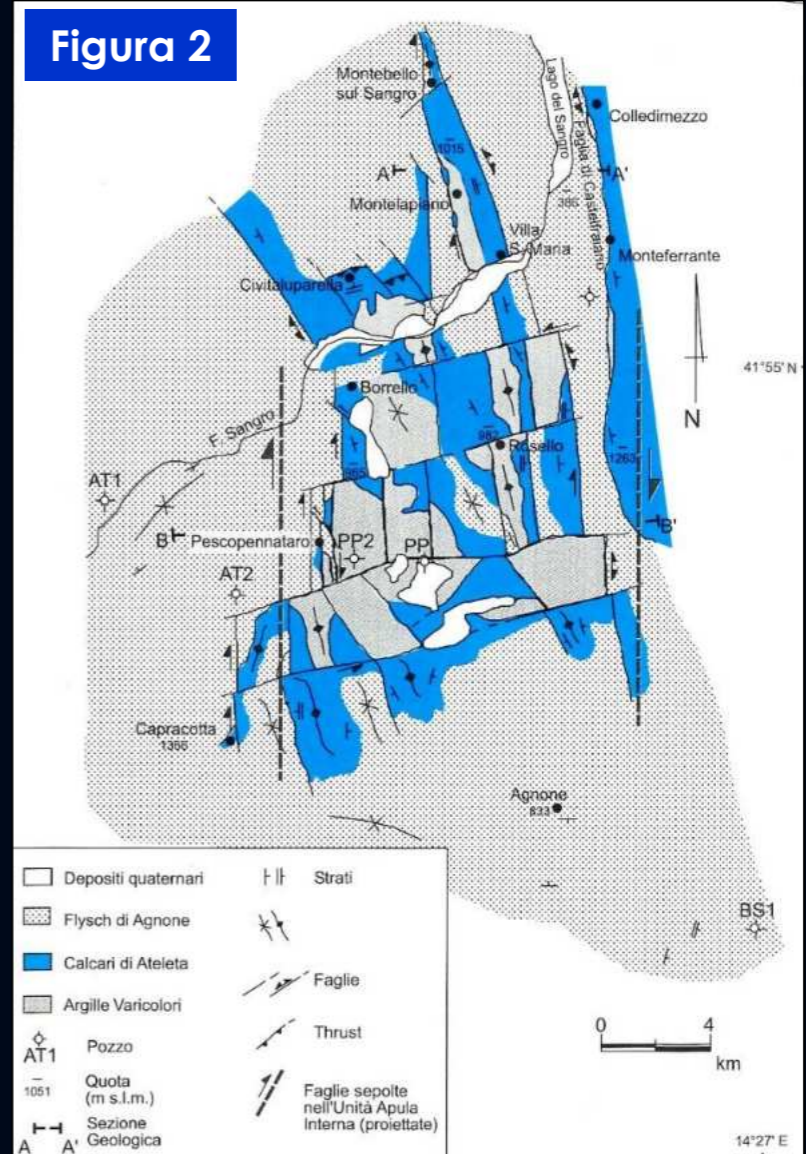 Figura 2
Montebello
sul Sangro
Lago del Sangro
Faglia di Castelfraiano
Colledimezzo
1015
A
A'
Montelapiano
386
Villa
S. Maria
Monteferrante
Civitaluparella
41°55' N
Borrello
N
F. Sangro
982
Rosello
965
1263
AT1
B
B'
Pescopennataro
PP2
PP
AT2
Capracotta
1366
Agnone
833
BS1
Depositi quaternari
Flysch di Agnone
Calcari di Ateleta
Argille Varicolori
AT1
Pozzo
1051
Quota
(m s.l.m.)
A A'
Sezione
Geologica
Strati
Faglie
Thrust
Faglie sepolte
nell'Unità Apula
Interna (proiettate)
0 4
km
14°27' E